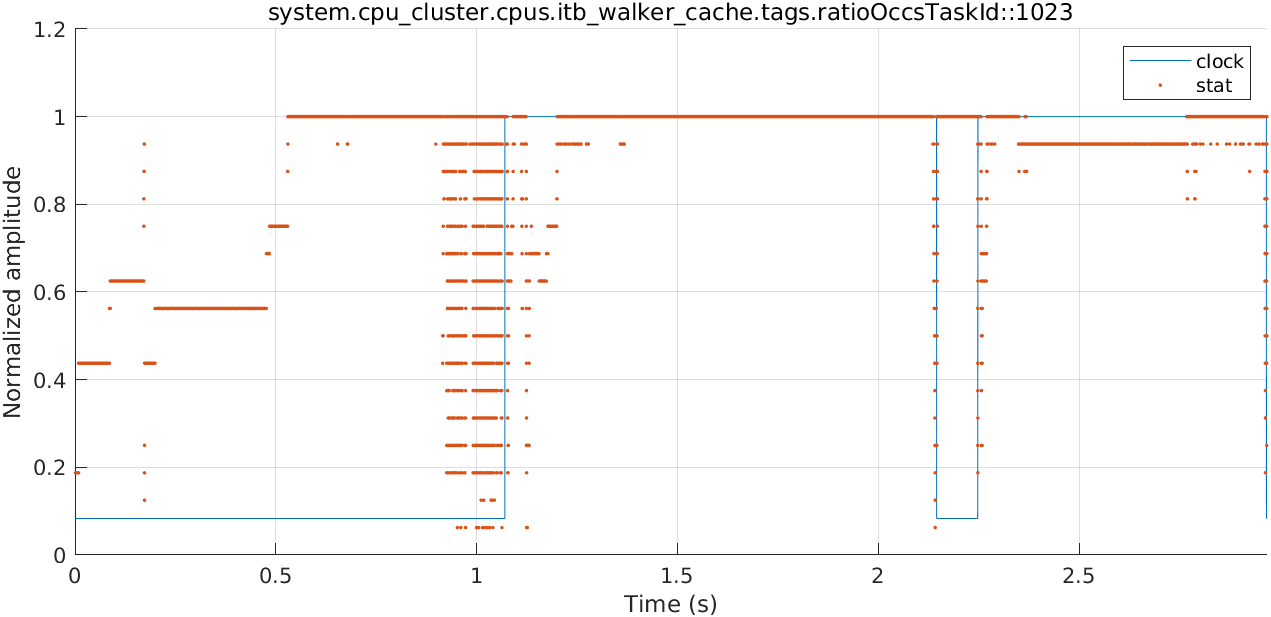 system.cpu_cluster.cpus.itb_walker_cache.tags.ratioOccsTaskId::1023
1.2
1
0.8
0.6
0.4
0.2
0
Normalized amplitude
clock
stat
0
0.5
1
1.5
2
2.5
Time (s)